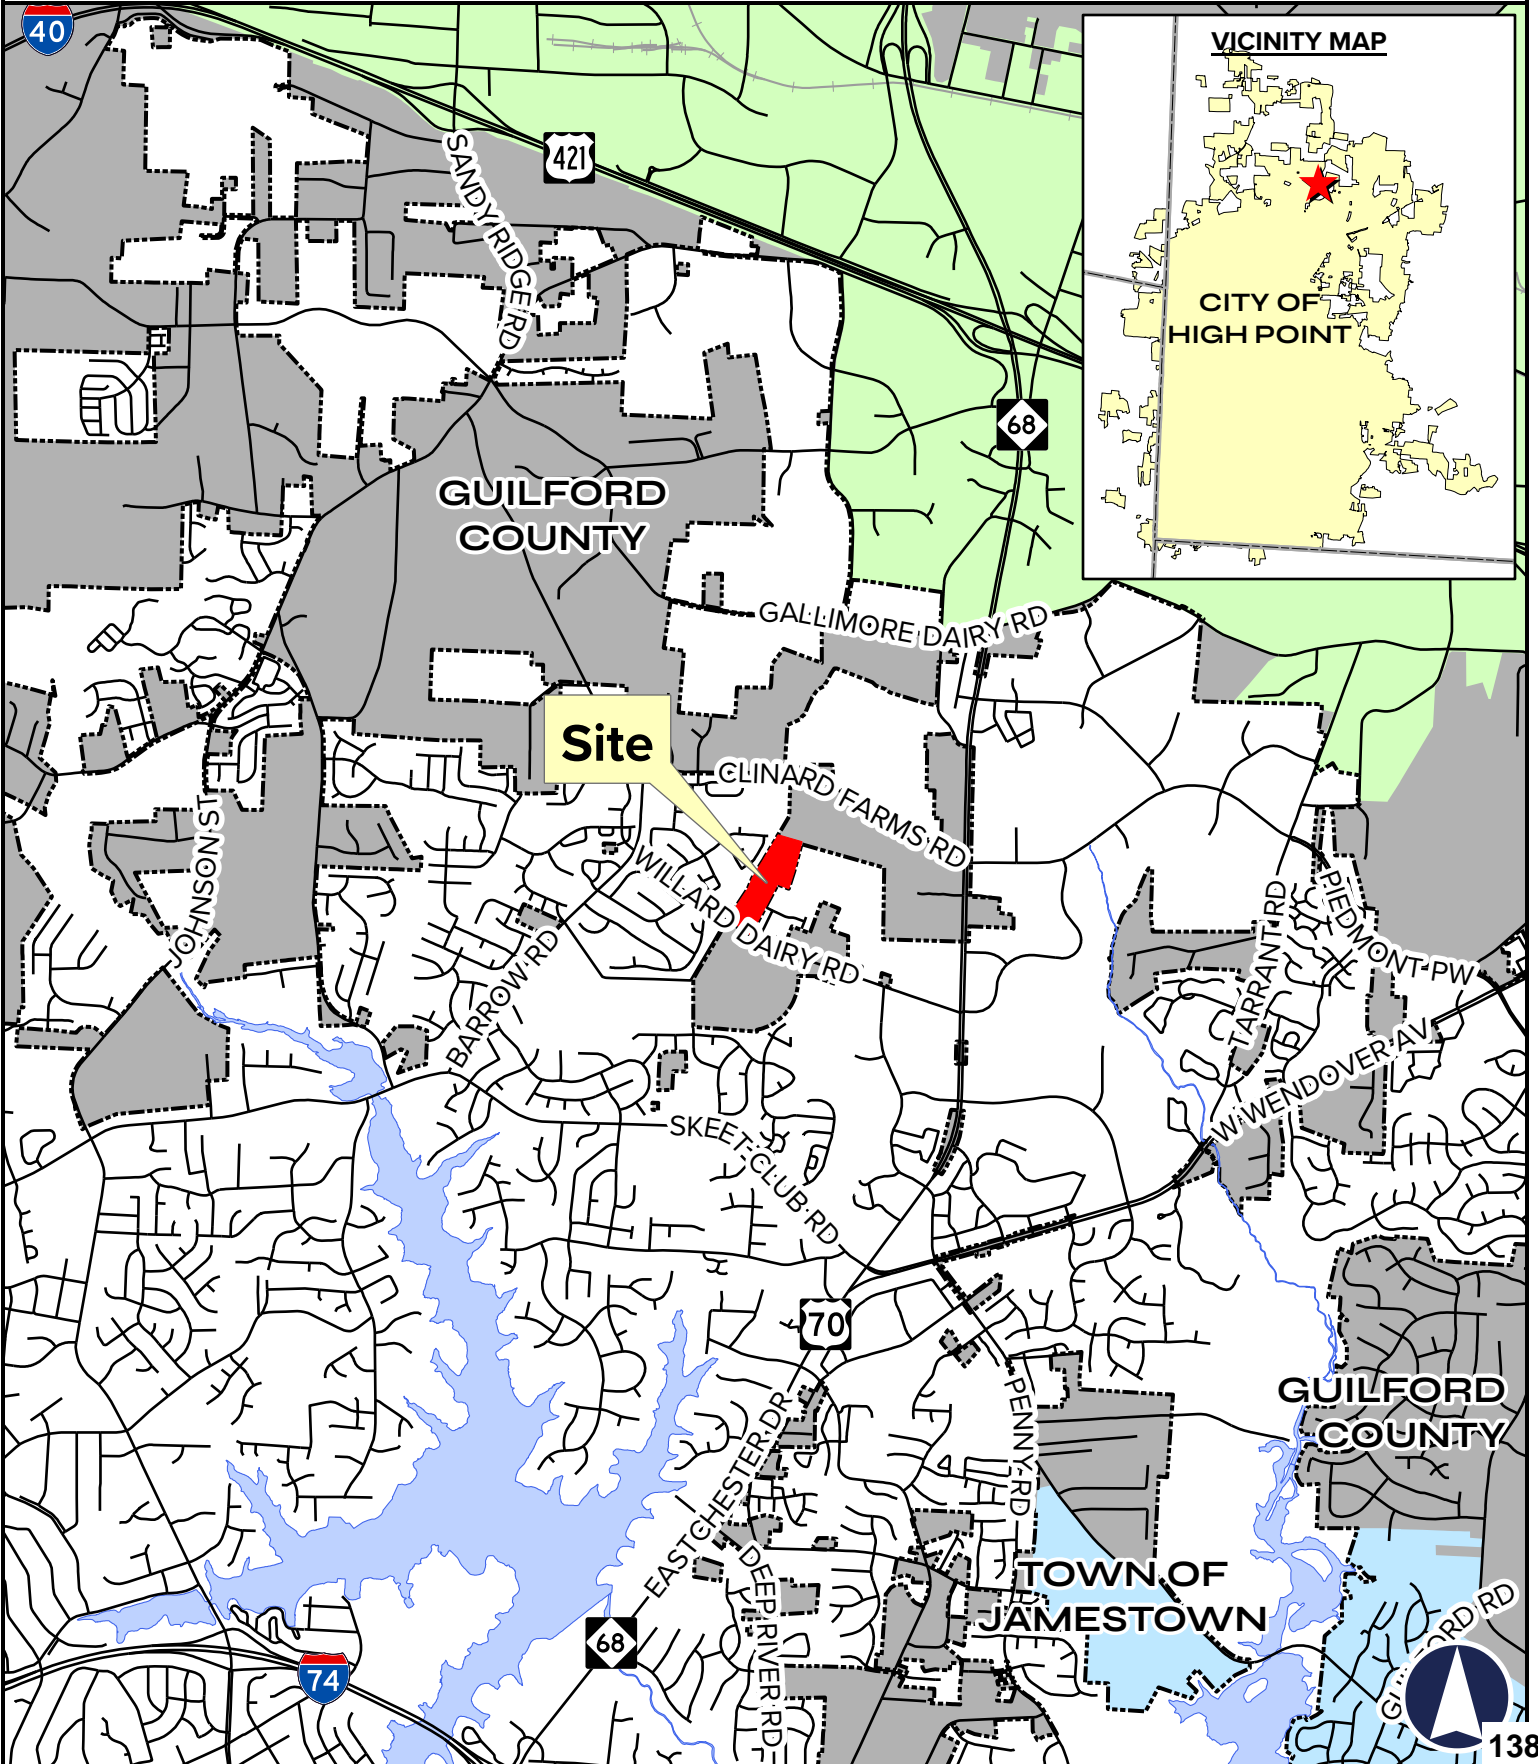 40
VICINITY MAP
421
SANDY RIDGE RD
CITY OF
HIGH POINT
68
GUILFORD
COUNTY
GALLIMORE DAIRY RD
Site
CLINARD FARMS RD
JOHNSON ST
WILLARD DAIRY RD
BARROW RD
TARRANT RD
PIEDMONT PW
W WENDOVER AV
SKEET CLUB RD
70
GUILFORD
COUNTY
PENNY RD
EASTCHESTER DR
DEEP RIVER RD
TOWN OF
JAMESTOWN
68
74
RD
138